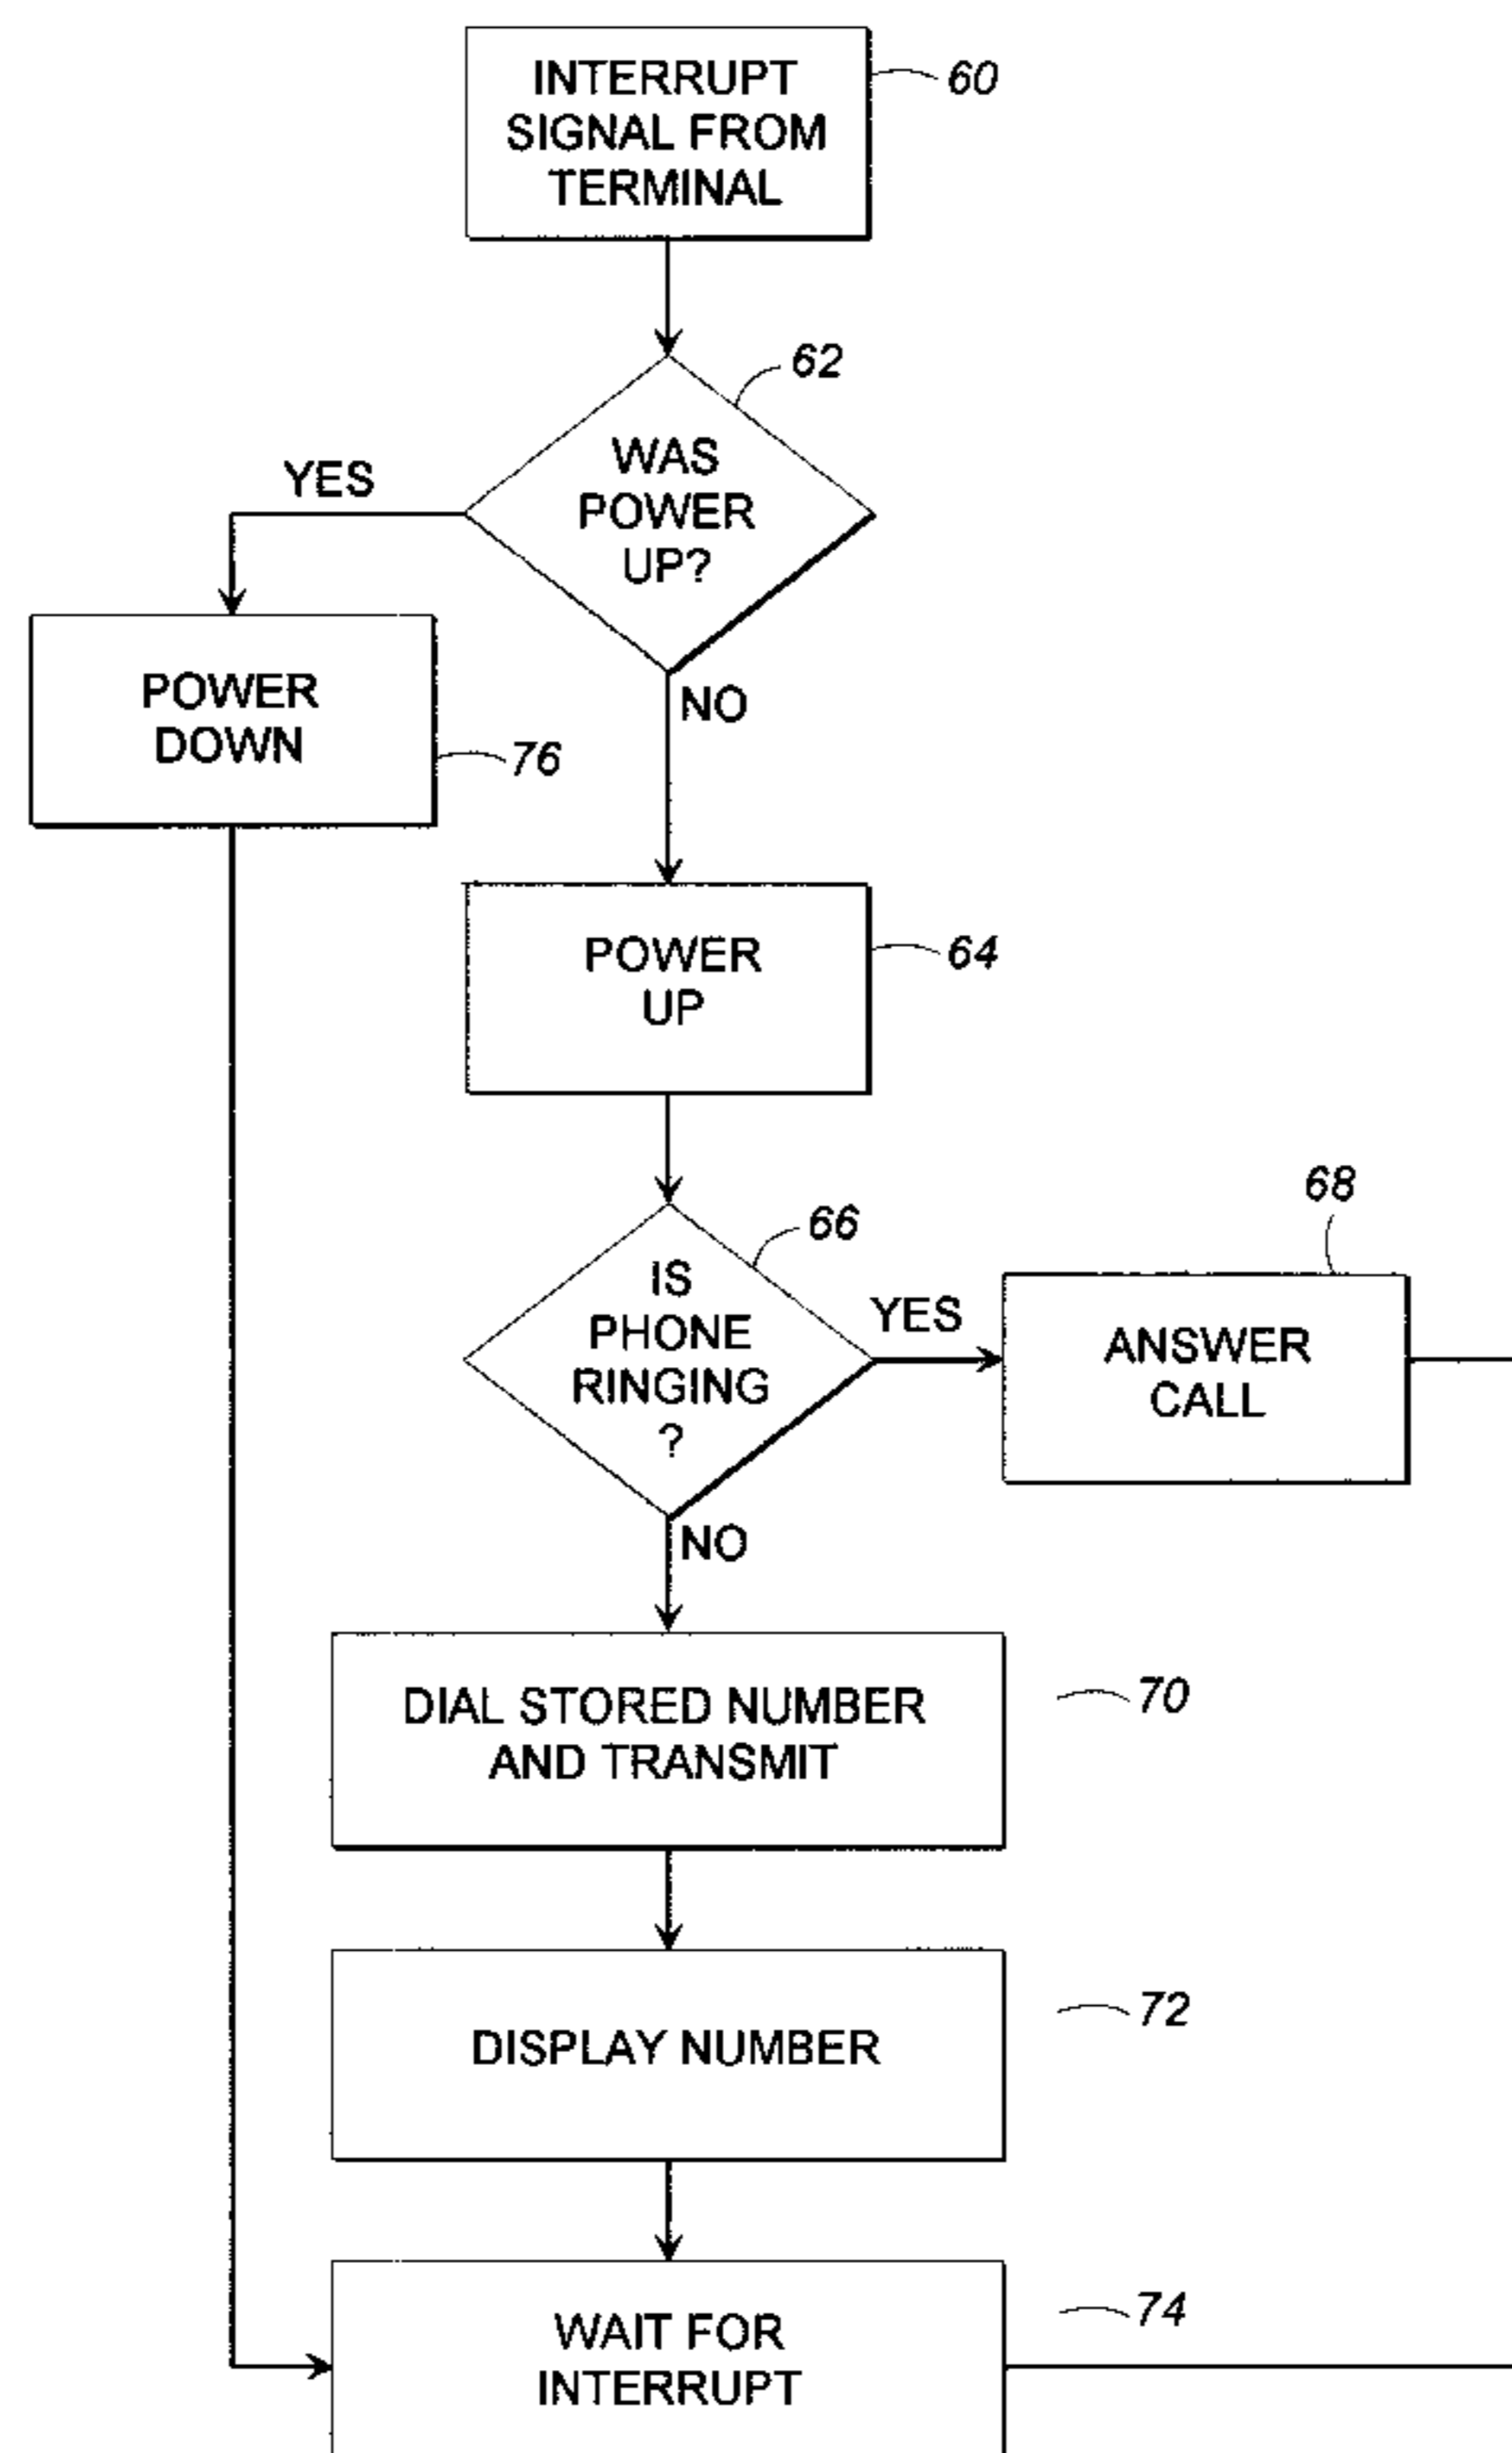 INTERRUPT
SIGNAL FROM
TERMINAL
60
62
WAS
POWER
UP?
YES
NO
POWER
DOWN
76
POWER
UP
64
66
IS
PHONE
RINGING
?
YES
68
ANSWER
CALL
NO
DIAL STORED NUMBER
AND TRANSMIT
70
DISPLAY NUMBER
72
WAIT FOR
INTERRUPT
74